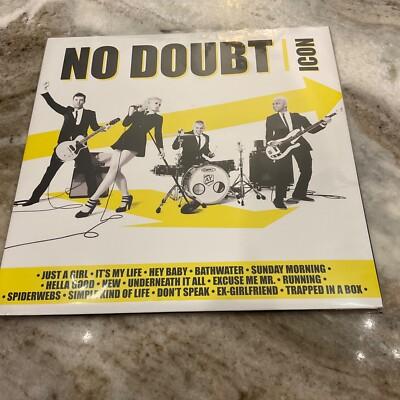 NO DOUBT
ICON
• JUST A GIRL • IT'S MY LIFE • HEY BABY • BATHWATER • SUNDAY MORNING •
• HELLA GOOD • NEW • UNDERNEATH IT ALL • EXCUSE ME MR. • RUNNING •
• SPIDERWEBS • SIMPLE KIND OF LIFE • DON'T SPEAK • EX-GIRLFRIEND • TRAPPED IN A BOX •